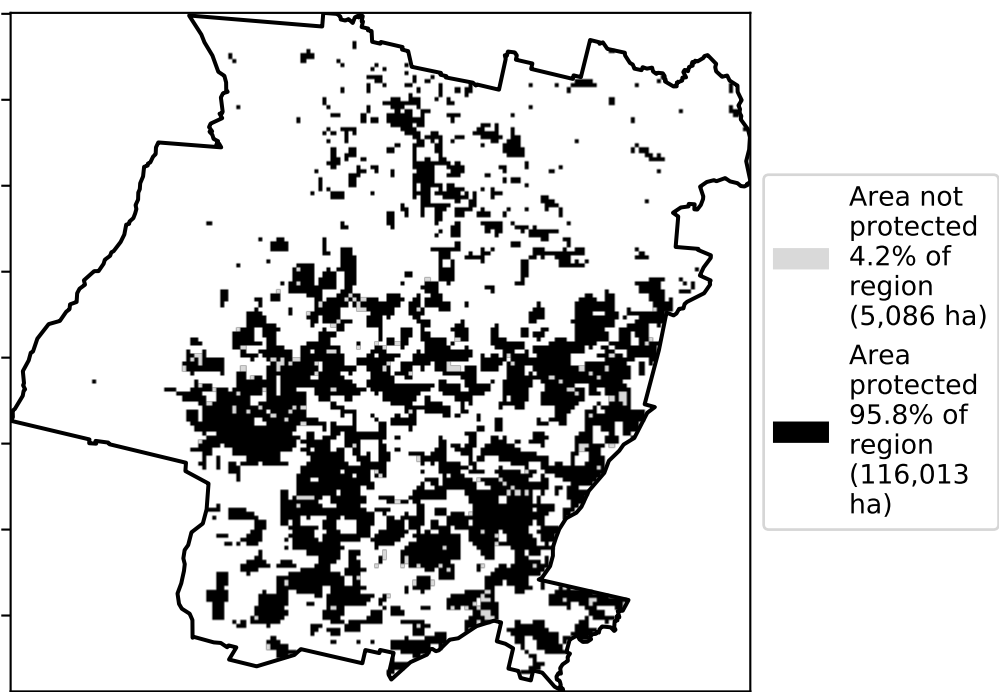 Area not
protected
4.2% of
region
(5,086 ha)
Area
protected
95.8% of
region
(116,013
ha)